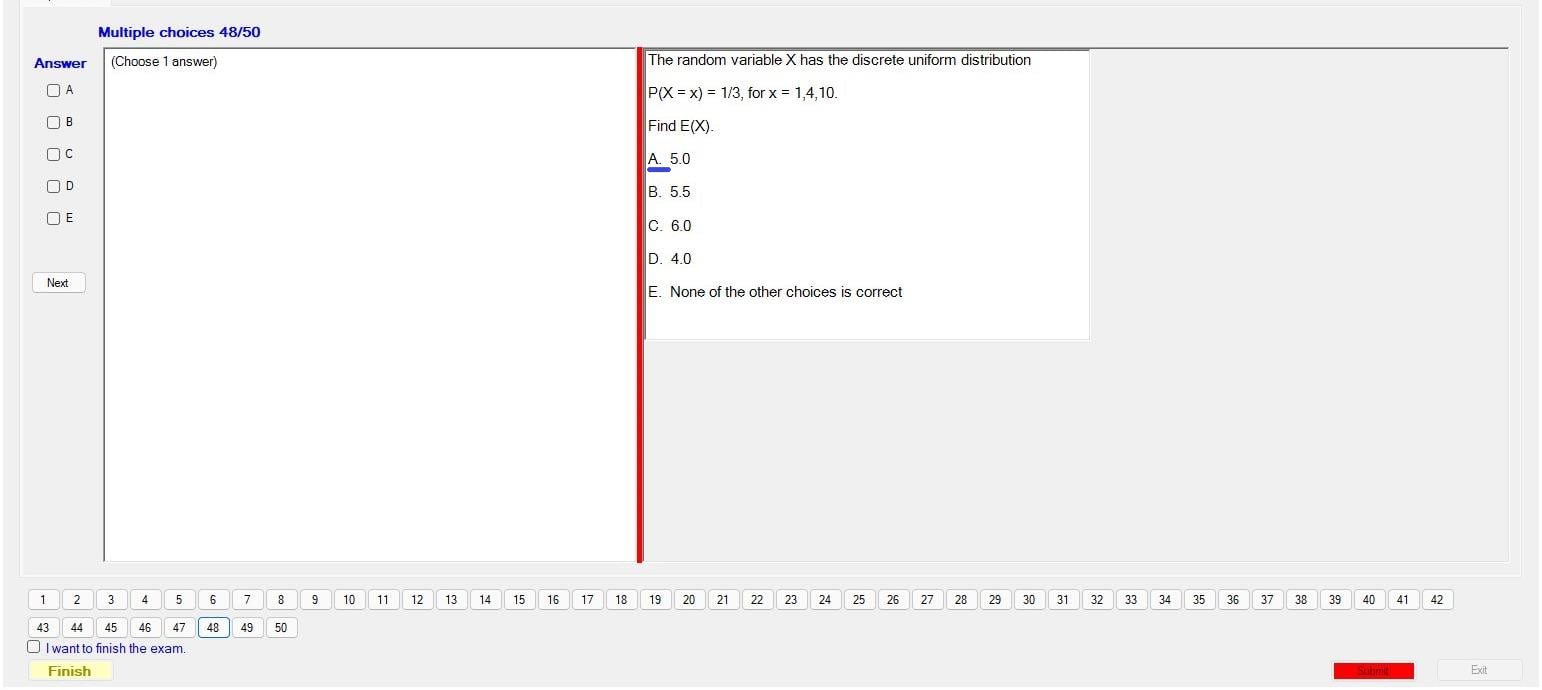 Multiple choices 48/50
Answer
A
B
C
D
E
Next
(Choose 1 answer)
The random variable X has the discrete uniform distribution
P(X = x) = 1/3, for x = 1,4,10.
Find E(X).
A. 5.0
B. 5.5
C. 6.0
D. 4.0
E. None of the other choices is correct
1 2 3 4 5 6 7 8 9 10 11 12 13 14 15 16 17 18 19 20 21 22 23 24 25 26 27 28 29 30 31 32 33 34 35 36 37 38 39 40 41 42
43 44 45 46 47 48 49 50
I want to finish the exam.
Finish
Submit
Exit